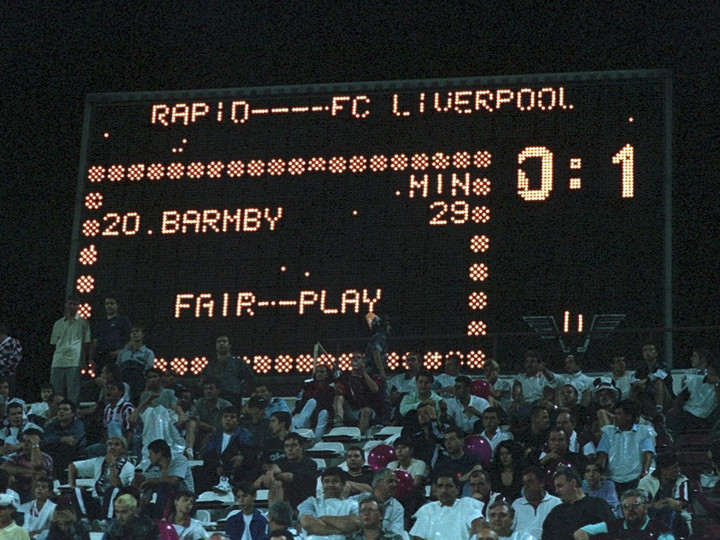 RAPID----FC LIVERPOOL
0:1
.MIN
20.BARMBY 29
FAIR--PLAY